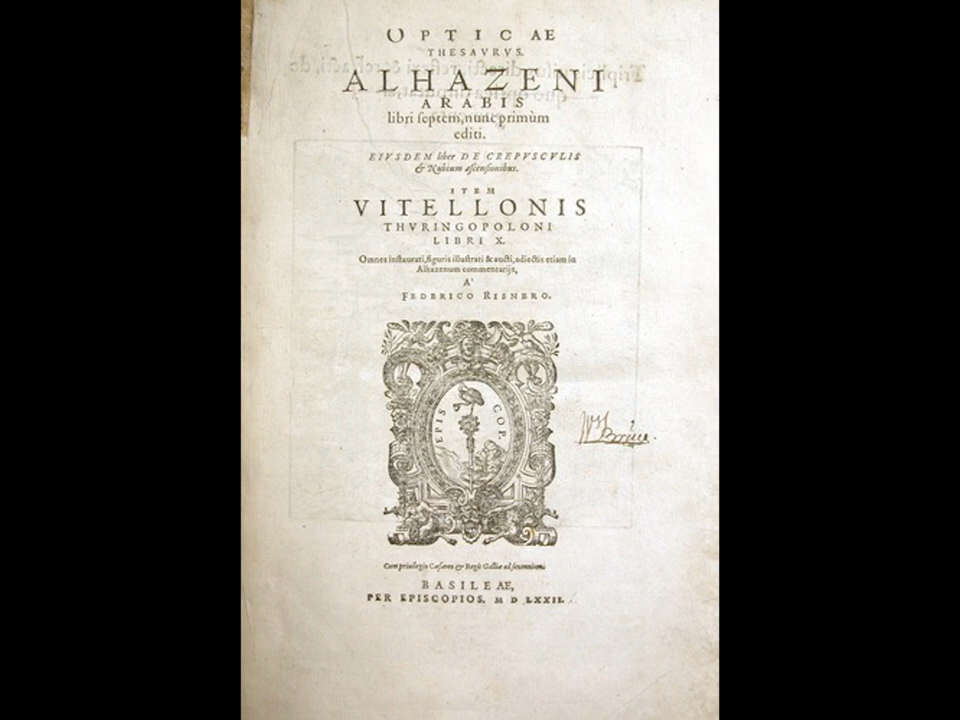 OPTICAE
THESAVRVS.
ALHAZENI
ARABIS
libri ſeptem, nunc primùm
editi.
EIVSDEM liber DE CREPVSCVLIS
& Nubium aſcenſionibus.
ITEM
VITELLONIS
THVRINGOPOLONI
LIBRI X.
Omnes inſtaurati, figuris illuſtrati & aucti, adiectis etiam in
Alhazenum commentarijs,
A'
FEDERICO RISNERO.
EPIS COP.
Cum priuilegio Cæſareo & Regis Galliæ ad ſexennium
BASILEAE,
PER EPISCOPIOS. M D LXXII.